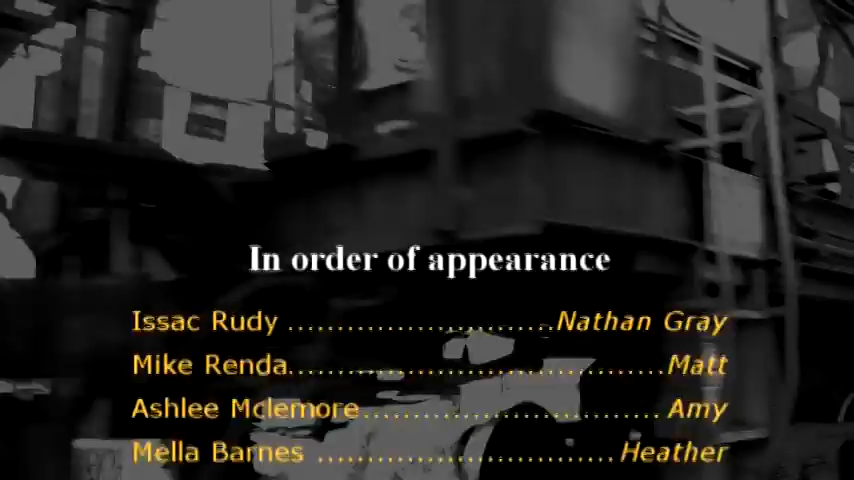 In order of appearance
Issac Rudy ...........................Nathan Gray
Mike Renda......................................Matt
Ashlee Mclemore.............................. Amy
Mella Barnes ..............................Heather